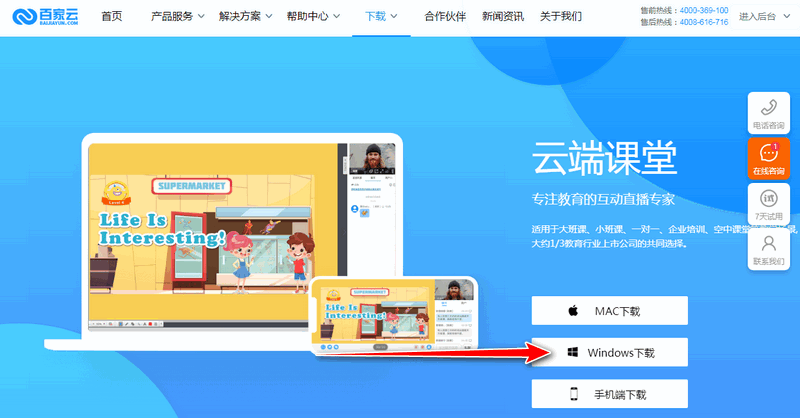 百家云
BAIJIAYUN.COM
首页
产品服务
解决方案
帮助中心
下载
合作伙伴
新闻资讯
关于我们
售前热线：4000-369-100
售后热线：4008-616-716
进入后台
电话咨询
1
在线咨询
7天试用
联系我们
云端课堂
专注教育的互动直播专家
适用于大班课、小班课、一对一、企业培训、空中课堂
大约1/3教育行业上市公司的共同选择。
SUPERMARKET
Level 4
Life Is
Interesting!
SUPERMARKET
Life Is
Interesting!
MAC下载
Windows下载
手机端下载